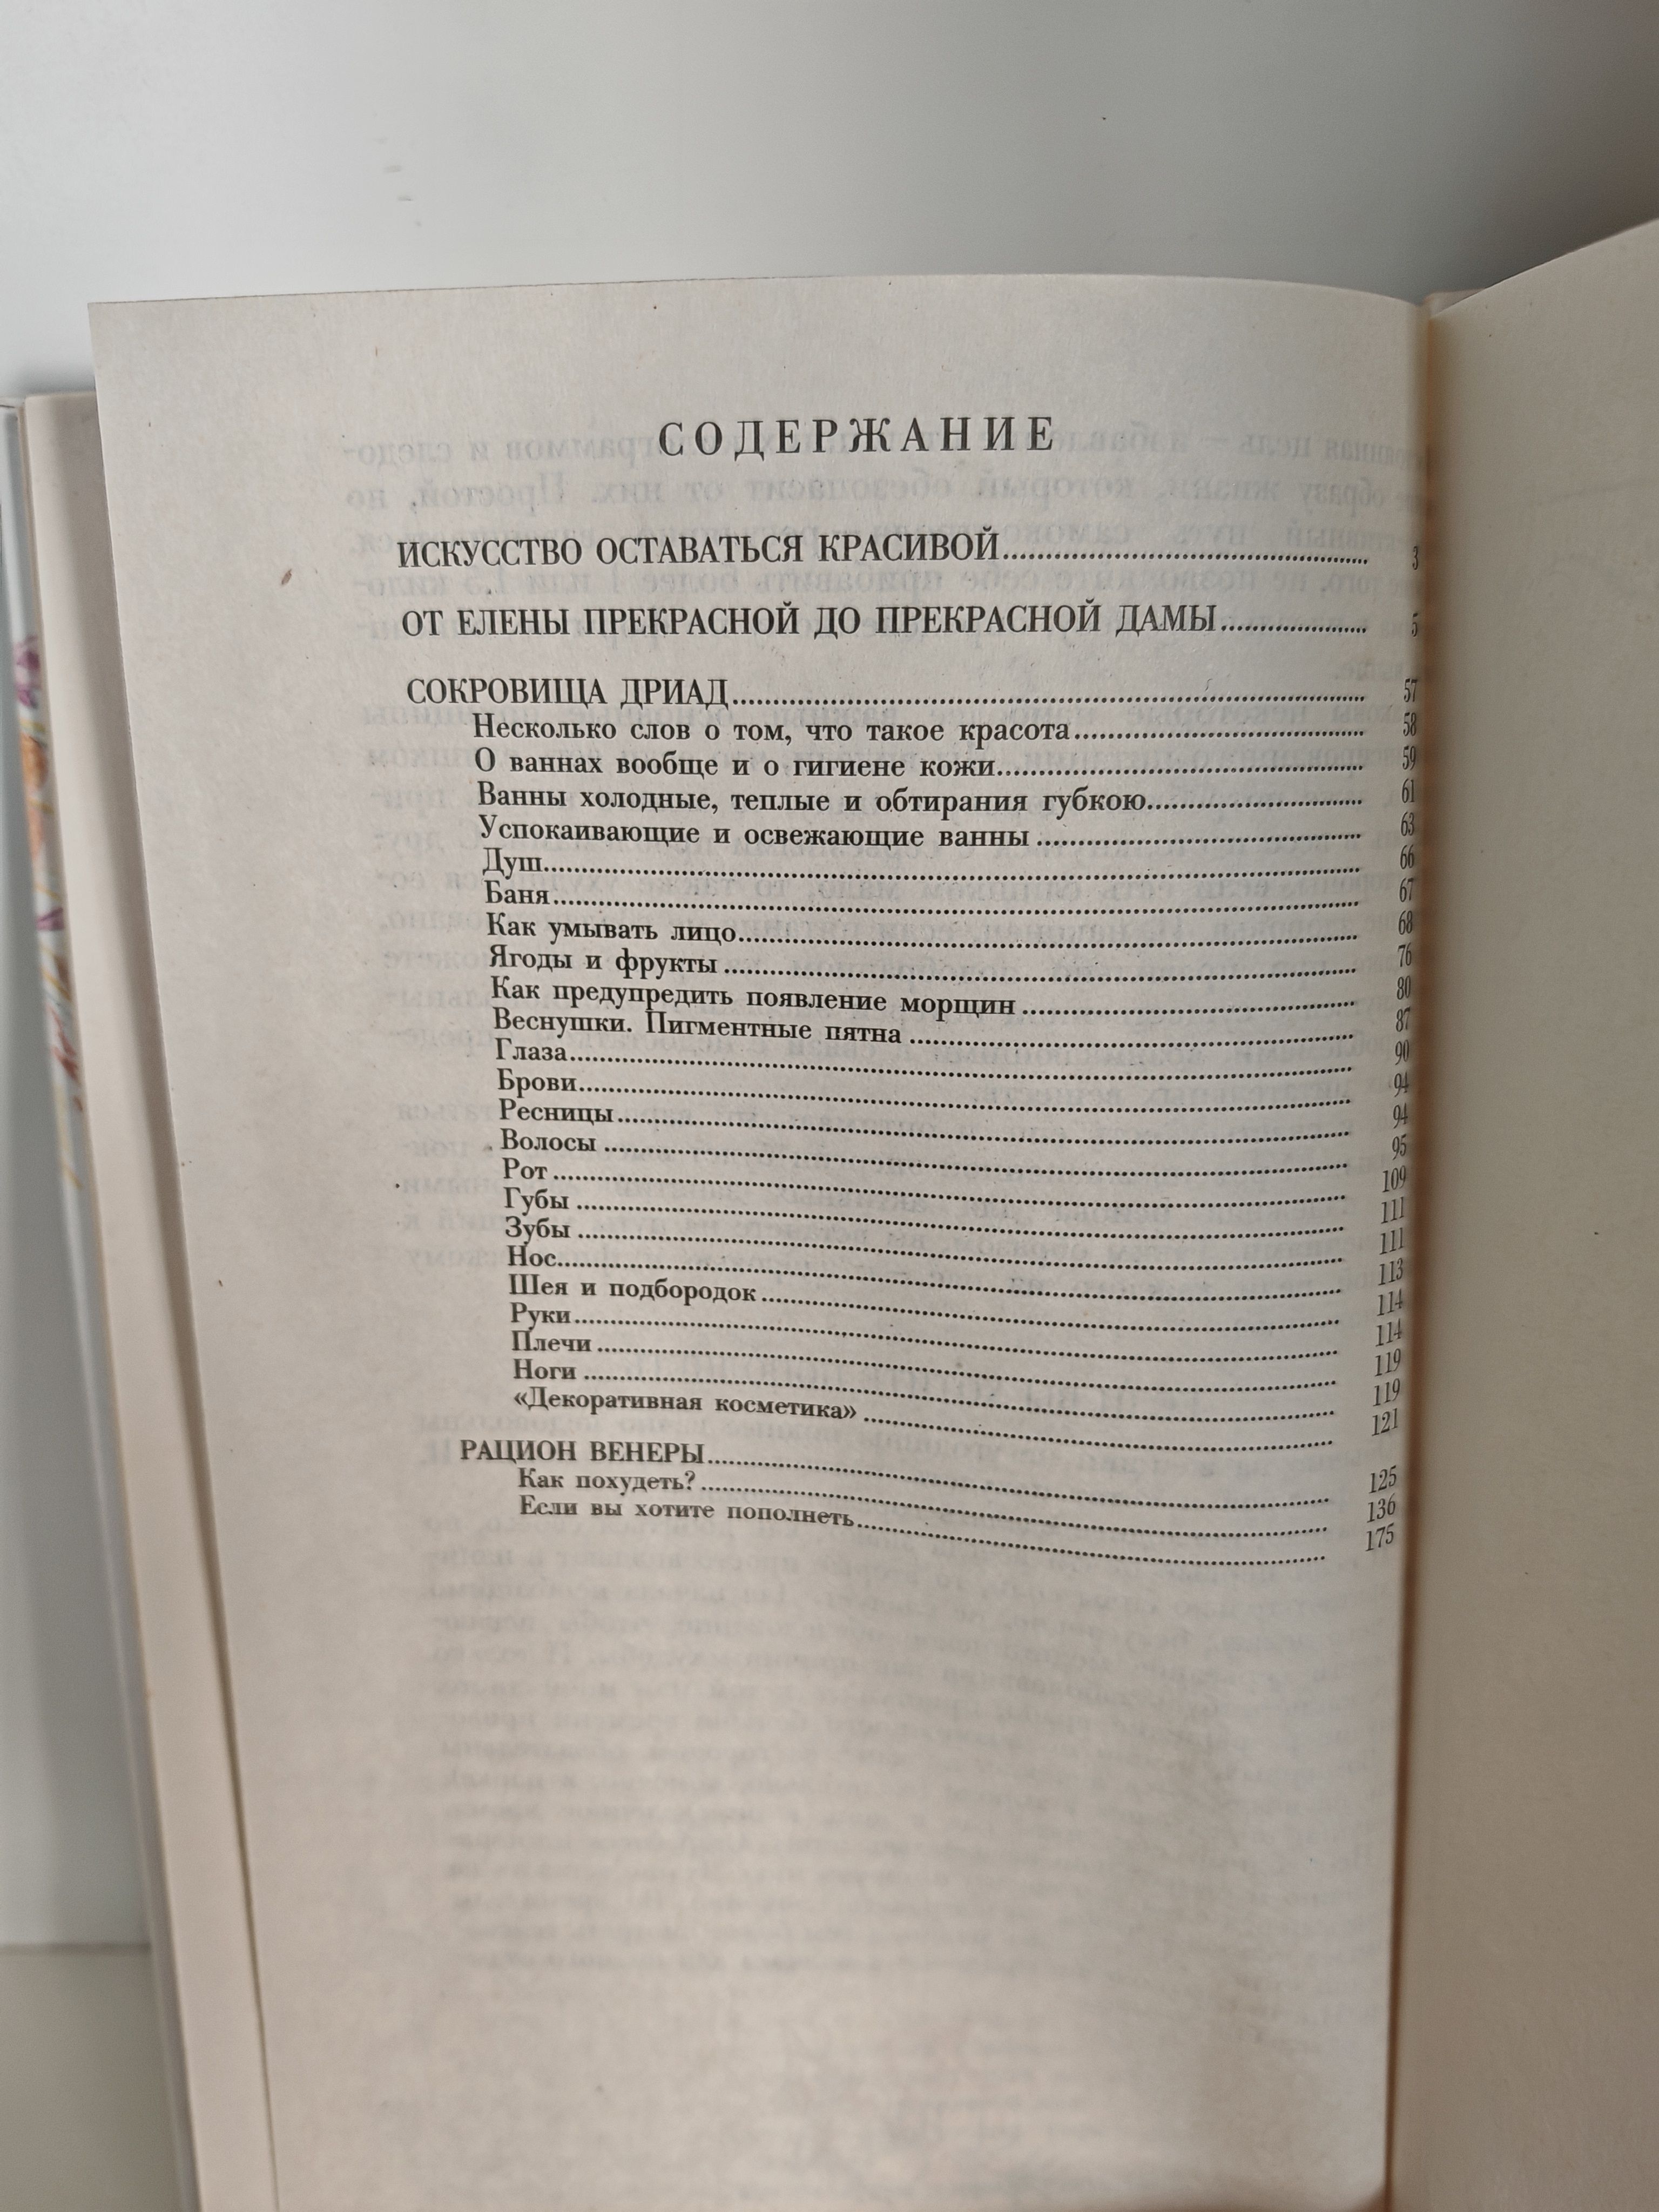 СОДЕРЖАНИЕ
ИСКУССТВО ОСТАВАТЬСЯ КРАСИВОЙ 3
ОТ ЕЛЕНЫ ПРЕКРАСНОЙ ДО ПРЕКРАСНОЙ ДАМЫ 5
СОКРОВИЩА ДРИАД 57
Несколько слов о том, что такое красота 58
О ваннах вообще и о гигиене кожи 59
Ванны холодные, теплые и обтирания губкою 61
Успокаивающие и освежающие ванны 63
Душ 66
Баня 67
Как умывать лицо 68
Ягоды и фрукты 76
Как предупредить появление морщин 80
Веснушки. Пигментные пятна 87
Глаза 90
Брови 94
Ресницы 94
Волосы 95
Рот 109
Губы 111
Зубы 111
Нос 113
Шея и подбородок 114
Руки 114
Плечи 119
Ноги 119
«Декоративная косметика» 121
РАЦИОН ВЕНЕРЫ 125
Как похудеть? 136
Если вы хотите пополнеть 175